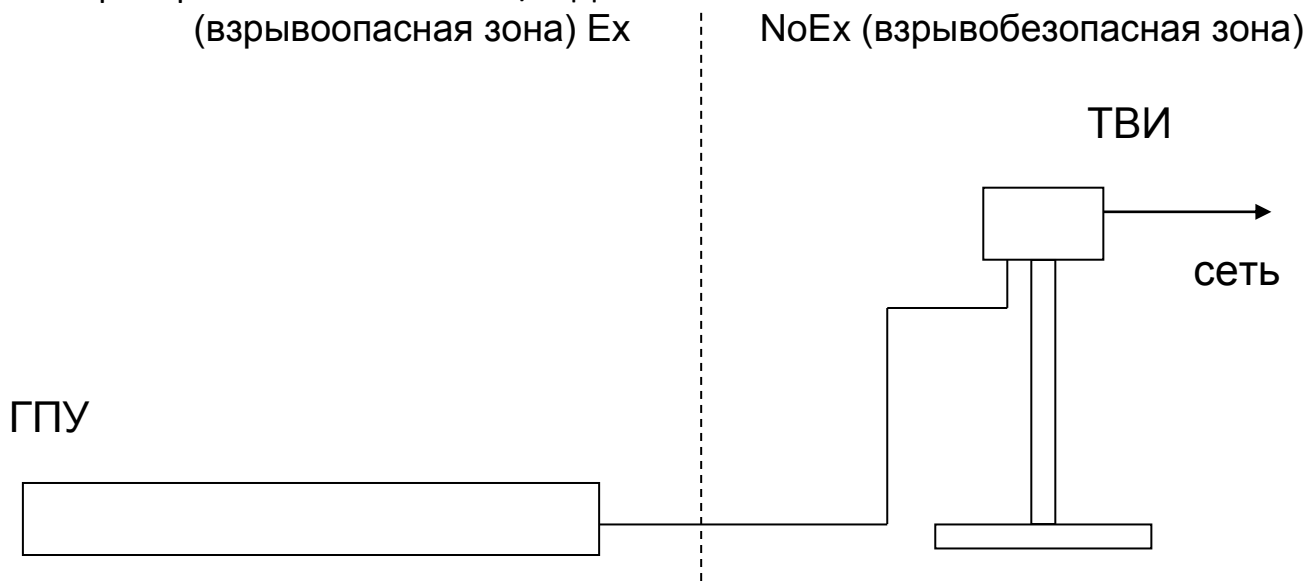 (взрывоопасная зона) Ex
NoEx (взрывобезопасная зона)
ТВИ
сеть
ГПУ